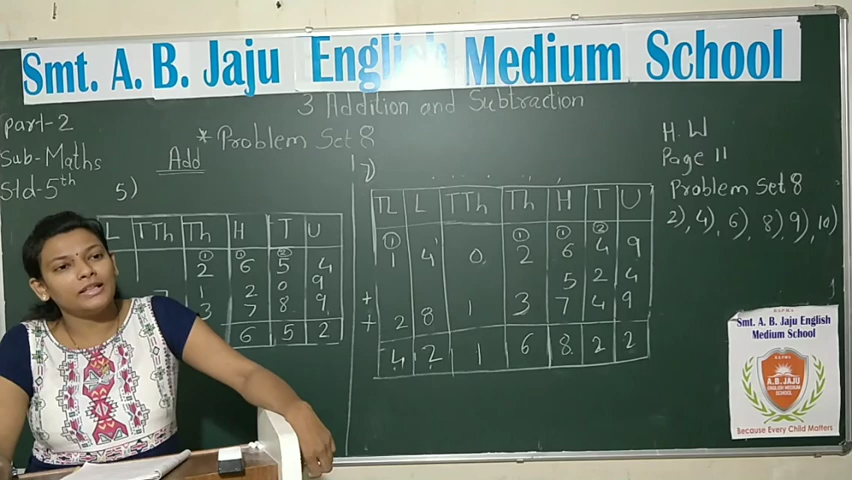 Smt. A. B. Jaju English Medium School
3 Addition and Subtraction
Part-2
* Problem Set 8
Sub-Maths
Add
Std-5th
5)
L TTh Th H T U
1 1 2
2 6 5 4
1 2 0 9
3 7 8 9
6 5 2
7)
TL L TTh Th H T U
1 1 1 2
1 4 0 2 6 4 9
+ 5 2 4
+ 2 8 1 3 7 4 9
4 2 1 6 8 2 2
H.W
Page 11
Problem Set 8
2), 4), 6), 8), 9), 10)
Smt. A. B. Jaju English
Medium School
A.B. JAJU
ENGLISH MEDIUM
SCHOOL
Because Every Child Matters